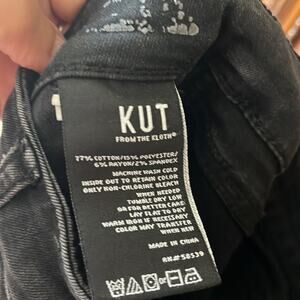 KUT
FROM THE KLOTH®
77% COTTON/15% POLYESTER/
6% RAYON/2% SPANDEX
MACHINE WASH COLD
INSIDE OUT TO RETAIN COLOR
ONLY NON-CHLORINE BLEACH
WHEN NEEDED
TUMBLE DRY LOW
OR FOR BETTER CARE
LAY FLAT TO DRY
WARM IRON IF NECESSARY
COLOR MAY TRANSFER
WHEN NEW
MADE IN CHINA
RN# 58539